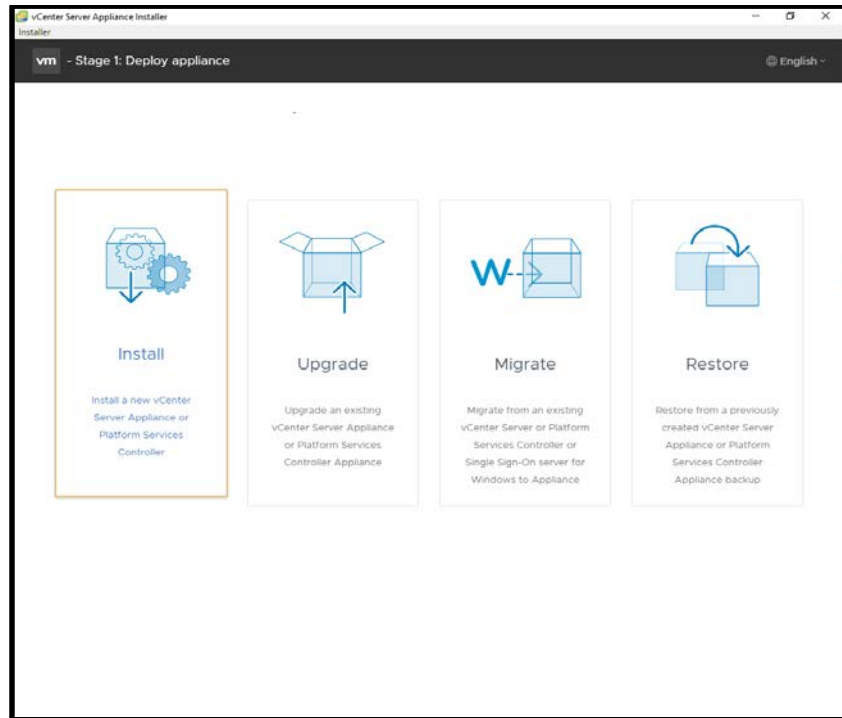 vCenter Server Appliance Installer
Installer
vm - Stage 1: Deploy appliance
English
Install
Install a new vCenter
Server Appliance or
Platform Services
Controller
Upgrade
Upgrade an existing
vCenter Server Appliance
or Platform Services
Controller Appliance
Migrate
Migrate from an existing
vCenter Server or Platform
Services Controller or
Single Sign-On server for
Windows to Appliance
Restore
Restore from a previously
created vCenter Server
Appliance or Platform
Services Controller
Appliance backup